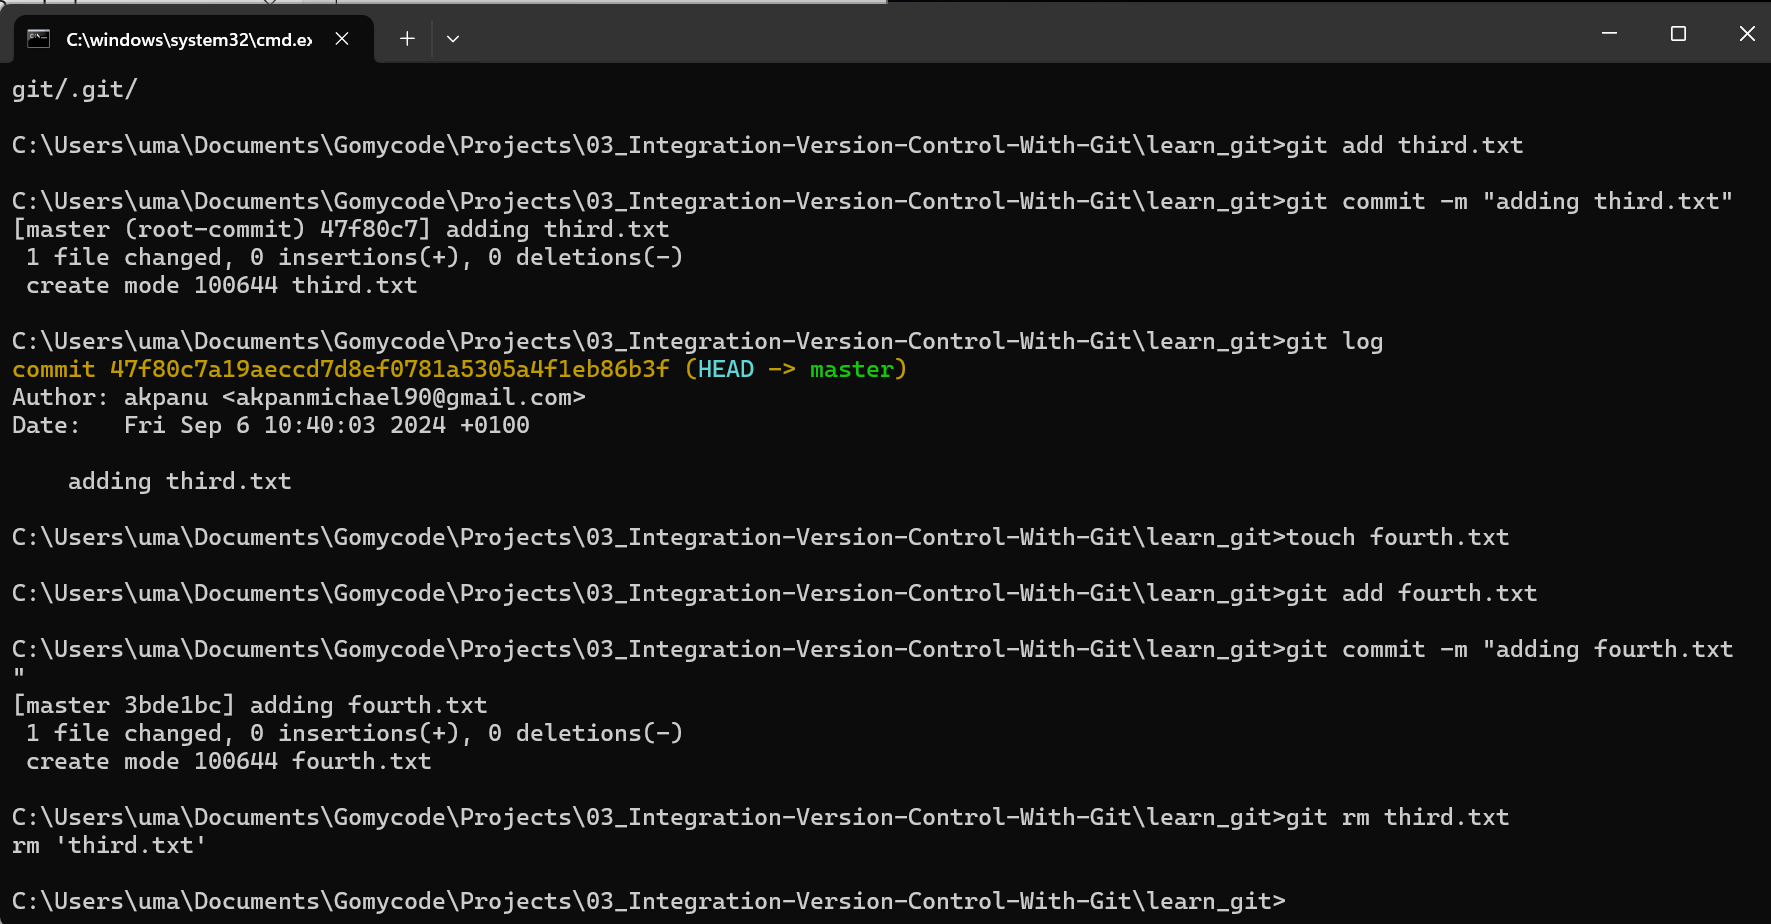 C:\windows\system32\cmd.ex
git/.git/
C:\Users\uma\Documents\Gomycode\Projects\03_Integration-Version-Control-With-Git\learn_git>git add third.txt
C:\Users\uma\Documents\Gomycode\Projects\03_Integration-Version-Control-With-Git\learn_git>git commit -m "adding third.txt"
[master (root-commit) 47f80c7] adding third.txt
 1 file changed, 0 insertions(+), 0 deletions(-)
 create mode 100644 third.txt
C:\Users\uma\Documents\Gomycode\Projects\03_Integration-Version-Control-With-Git\learn_git>git log
commit 47f80c7a19aeccd7d8ef0781a5305a4f1eb86b3f (HEAD -> master)
Author: akpanu <akpanmichael90@gmail.com>
Date:   Fri Sep 6 10:40:03 2024 +0100
    adding third.txt
C:\Users\uma\Documents\Gomycode\Projects\03_Integration-Version-Control-With-Git\learn_git>touch fourth.txt
C:\Users\uma\Documents\Gomycode\Projects\03_Integration-Version-Control-With-Git\learn_git>git add fourth.txt
C:\Users\uma\Documents\Gomycode\Projects\03_Integration-Version-Control-With-Git\learn_git>git commit -m "adding fourth.txt
"
[master 3bde1bc] adding fourth.txt
 1 file changed, 0 insertions(+), 0 deletions(-)
 create mode 100644 fourth.txt
C:\Users\uma\Documents\Gomycode\Projects\03_Integration-Version-Control-With-Git\learn_git>git rm third.txt
rm 'third.txt'
C:\Users\uma\Documents\Gomycode\Projects\03_Integration-Version-Control-With-Git\learn_git>